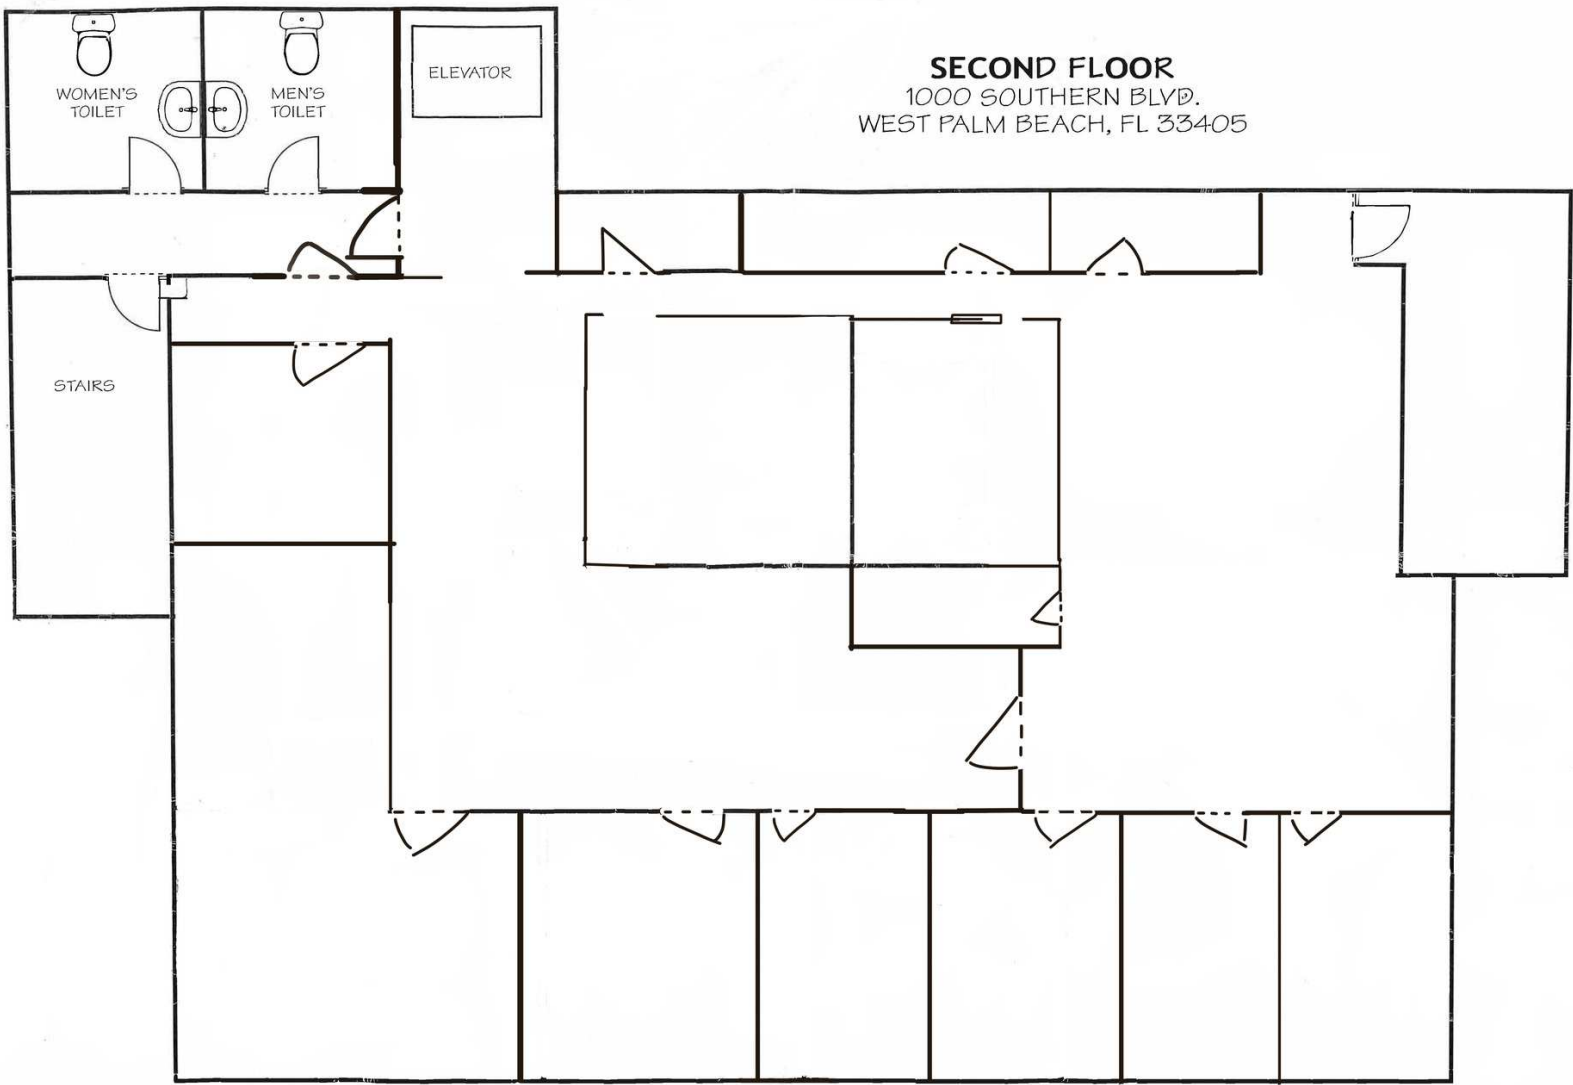 SECOND FLOOR
1000 SOUTHERN BLVD.
WEST PALM BEACH, FL 33405
ELEVATOR
WOMEN'S
TOILET
MEN'S
TOILET
STAIRS